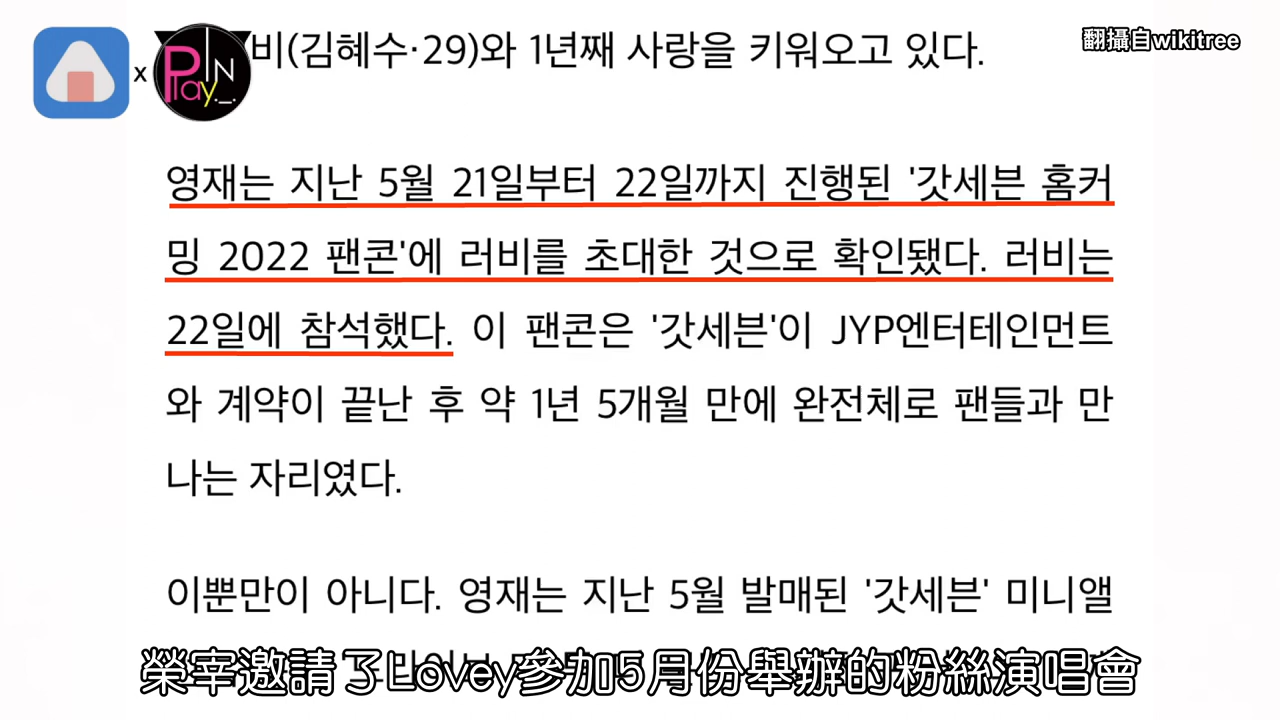 翻攝自wikitree
x
PLAY IN
비(김혜수·29)와 1년째 사랑을 키워오고 있다.
영재는 지난 5월 21일부터 22일까지 진행된 '갓세븐 홈커
밍 2022 팬콘'에 러비를 초대한 것으로 확인됐다. 러비는
22일에 참석했다. 이 팬콘은 '갓세븐'이 JYP엔터테인먼트
와 계약이 끝난 후 약 1년 5개월 만에 완전체로 팬들과 만
나는 자리였다.
이뿐만이 아니다. 영재는 지난 5월 발매된 '갓세븐' 미니앨
榮宰邀請了Lovey參加5月份舉辦的粉絲演唱會